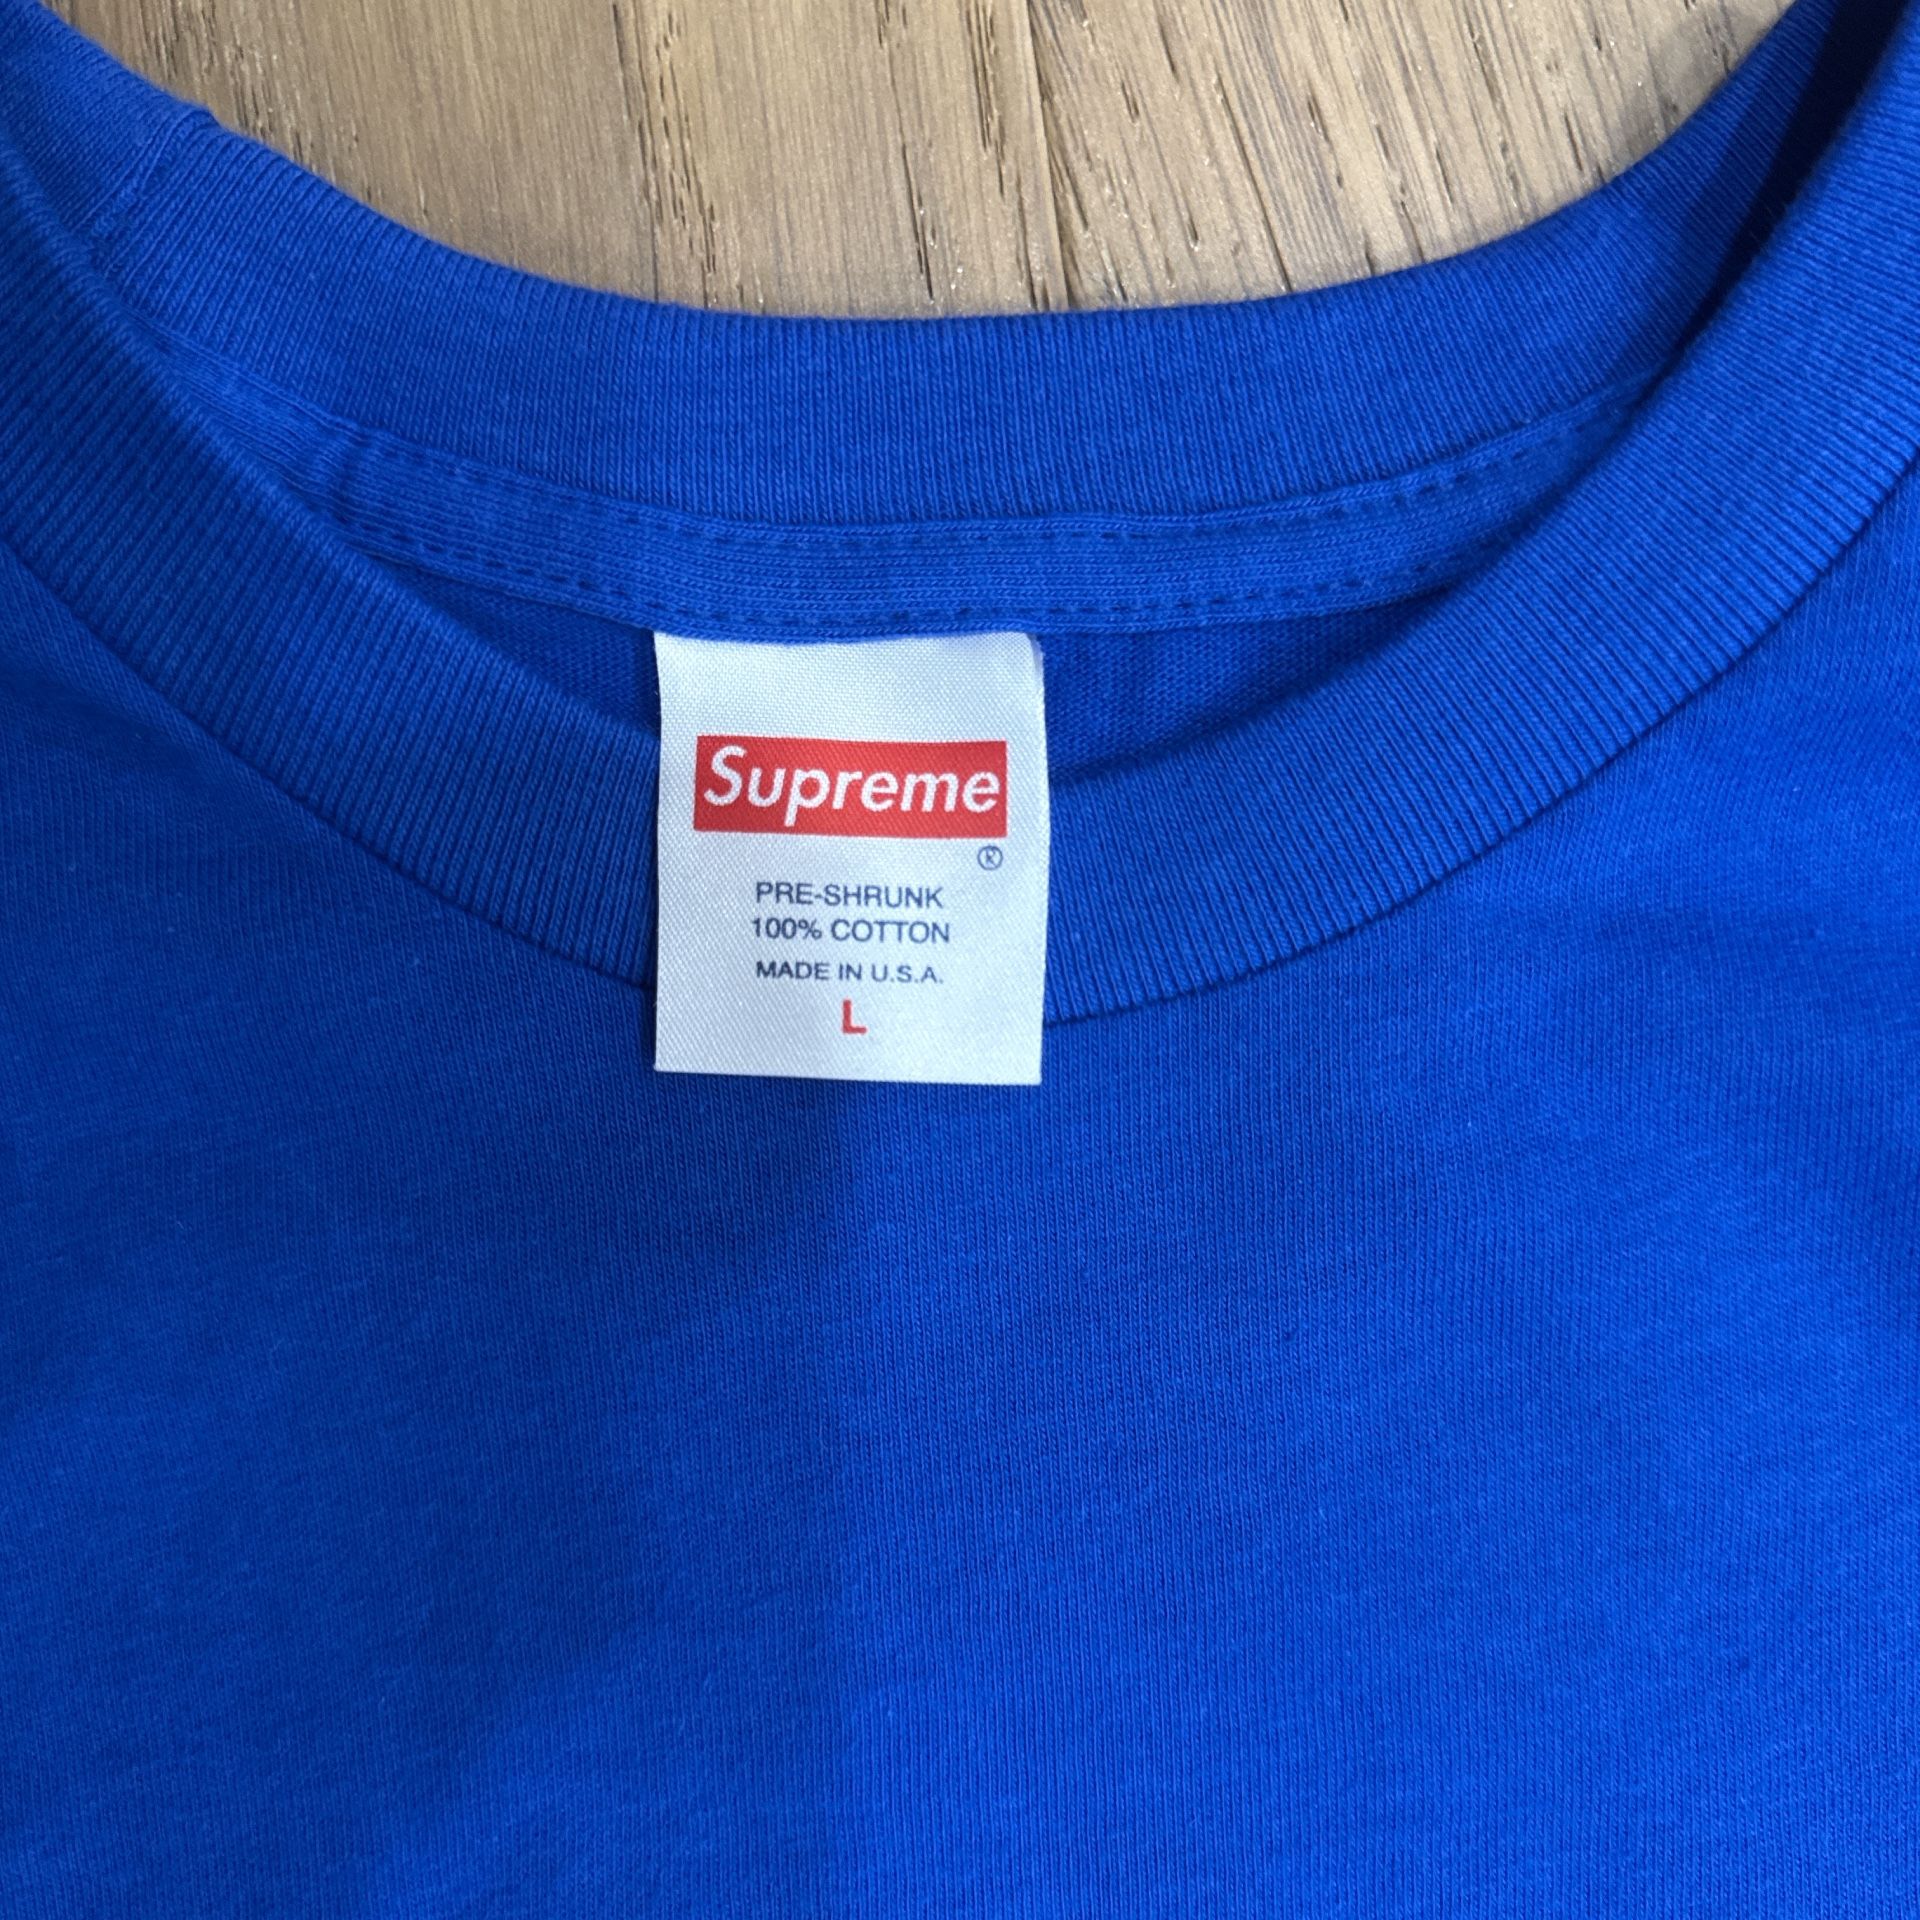 Supreme
®
PRE-SHRUNK
100% COTTON
MADE IN U.S.A.
L